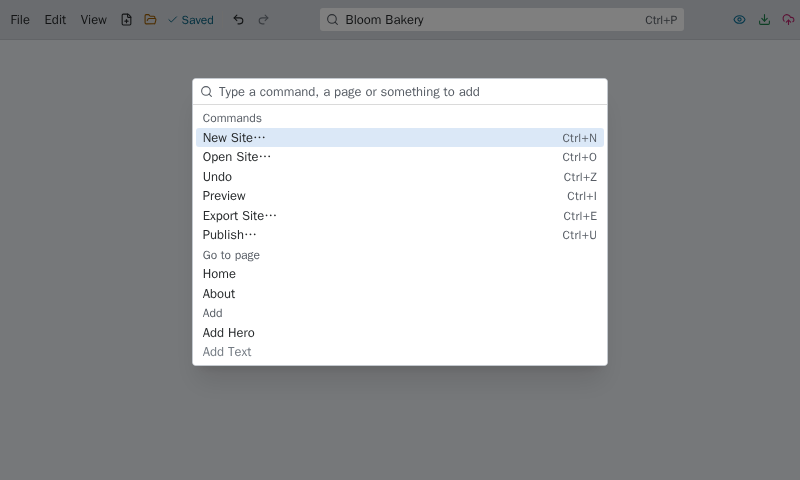 File Edit View Saved Bloom Bakery Ctrl+P
Type a command, a page or something to add
Commands
New Site⋯ Ctrl+N
Open Site⋯ Ctrl+O
Undo Ctrl+Z
Preview Ctrl+I
Export Site⋯ Ctrl+E
Publish⋯ Ctrl+U
Go to page
Home
About
Add
Add Hero
Add Text